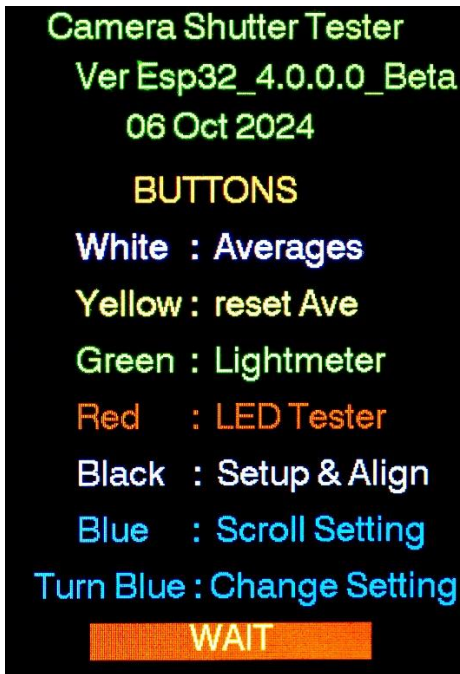 Camera Shutter Tester
Ver Esp32_4.0.0.0_Beta
06 Oct 2024
BUTTONS
White : Averages
Yellow : reset Ave
Green : Lightmeter
Red : LED Tester
Black : Setup & Align
Blue : Scroll Setting
Turn Blue : Change Setting
WAIT